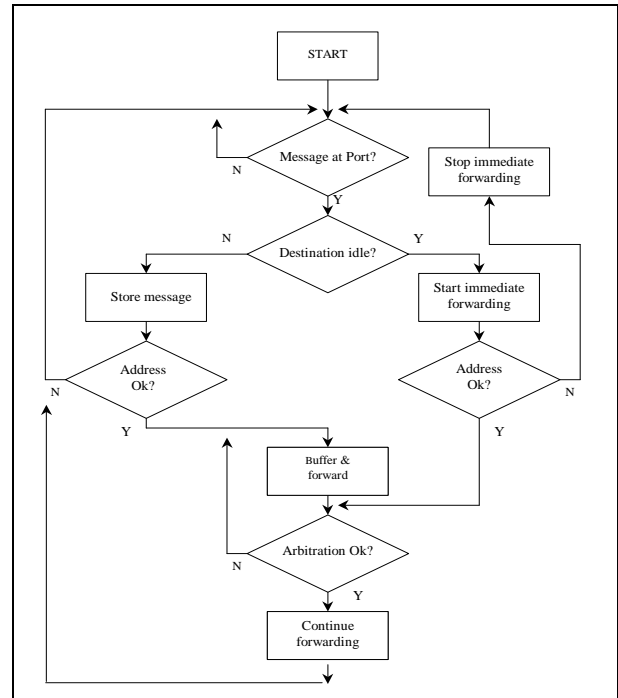 START
Message at Port?
N
Y
Stop immediate
forwarding
N
Destination idle?
Y
Store message
Start immediate
forwarding
Address
Ok?
N
Y
Address
Ok?
N
Y
Buffer &
forward
Arbitration Ok?
N
Y
Continue
forwarding